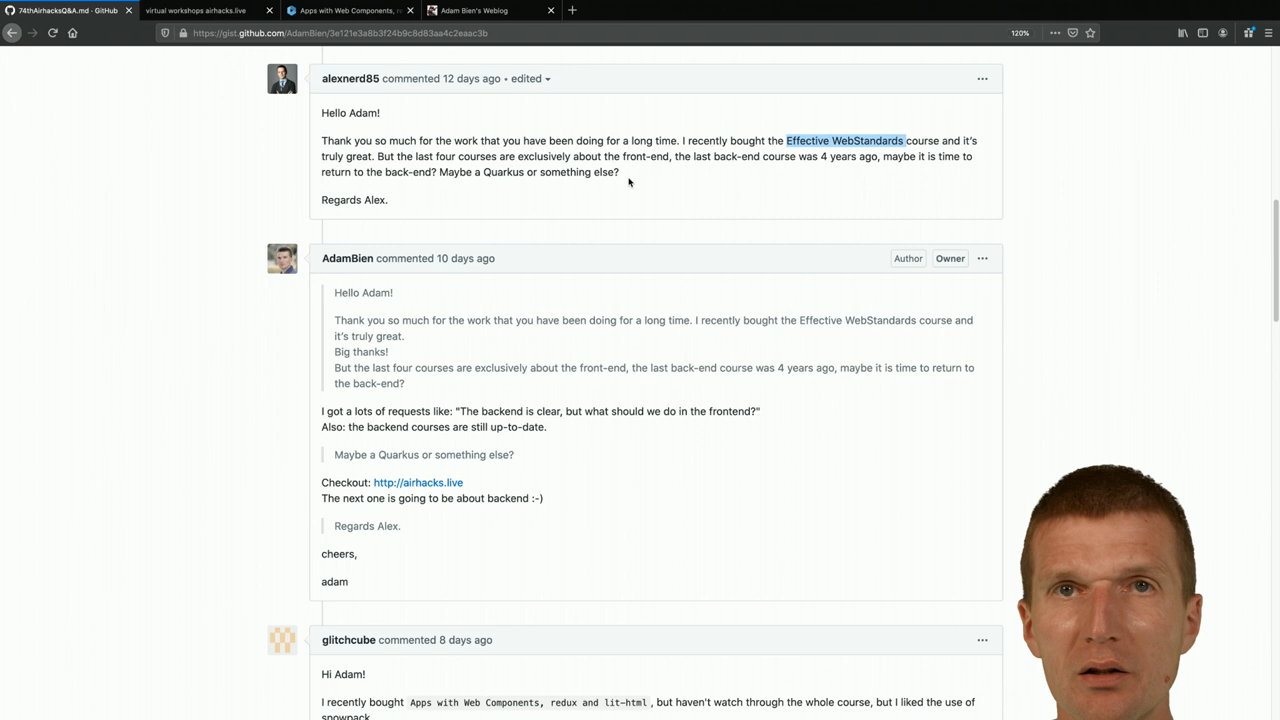 74thAirhacksQ&A.md · GitHub
virtual workshops airhacks.live
Apps with Web Components, r
Adam Bien's Weblog
https://gist.github.com/AdamBien/3e121e3a8b3f24b9c8d83aa4c2eaac3b
120%
alexnerd85 commented 12 days ago • edited
Hello Adam!
Thank you so much for the work that you have been doing for a long time. I recently bought the Effective WebStandards course and it's
truly great. But the last four courses are exclusively about the front-end, the last back-end course was 4 years ago, maybe it is time to
return to the back-end? Maybe a Quarkus or something else?
Regards Alex.
AdamBien commented 10 days ago
Author
Owner
Hello Adam!
Thank you so much for the work that you have been doing for a long time. I recently bought the Effective WebStandards course and
it's truly great.
Big thanks!
But the last four courses are exclusively about the front-end, the last back-end course was 4 years ago, maybe it is time to return to
the back-end?
I got a lots of requests like: "The backend is clear, but what should we do in the frontend?"
Also: the backend courses are still up-to-date.
Maybe a Quarkus or something else?
Checkout: http://airhacks.live
The next one is going to be about backend :-)
Regards Alex.
cheers,
adam
glitchcube commented 8 days ago
Hi Adam!
I recently bought Apps with Web Components, redux and lit-html, but haven't watch through the whole course, but I liked the use of
snowpack